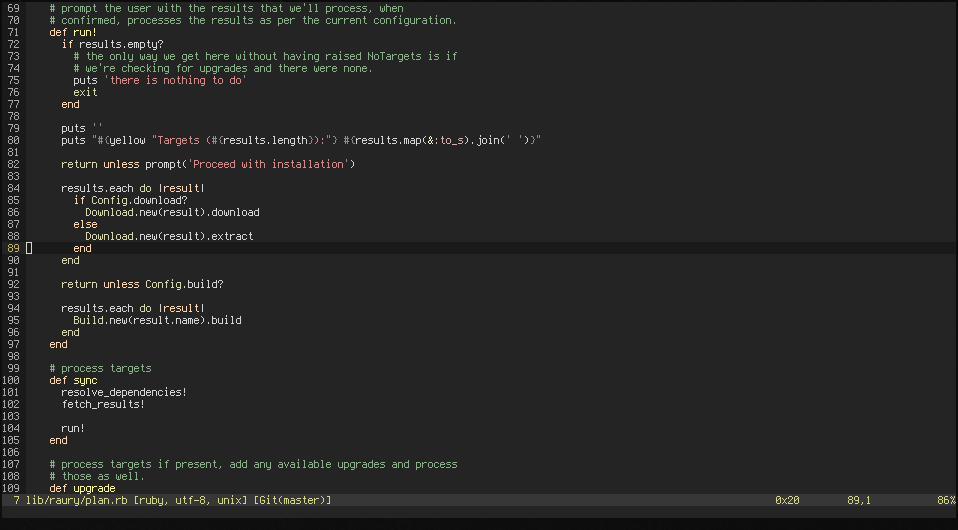 69     # prompt the user with the results that we'll process, when
70     # confirmed, processes the results as per the current configuration.
71     def run!
72       if results.empty?
73         # the only way we get here without having raised NoTargets is if
74         # we're checking for upgrades and there were none.
75         puts 'there is nothing to do'
76         exit
77       end
78
79       puts ''
80       puts "#{yellow "Targets (#{results.length}):"} #{results.map(&:to_s).join(' ')}"
81
82       return unless prompt('Proceed with installation')
83
84       results.each do |result|
85         if Config.download?
86           Download.new(result).download
87         else
88           Download.new(result).extract
89         end
90       end
91
92       return unless Config.build?
93
94       results.each do |result|
95         Build.new(result.name).build
96       end
97     end
98
99     # process targets
100     def sync
101       resolve_dependencies!
102       fetch_results!
103
104       run!
105     end
106
107     # process targets if present, add any available upgrades and process
108     # those as well.
109     def upgrade
7 lib/raury/plan.rb [ruby, utf-8, unix] [Git(master)] 0x20 89,1 86%